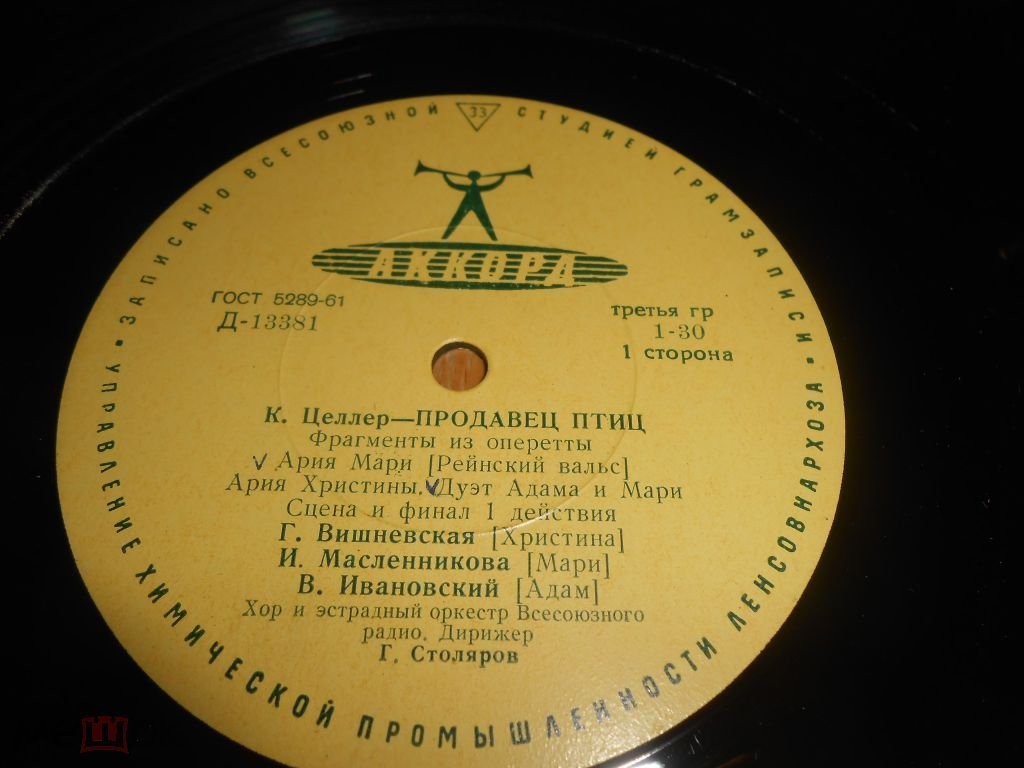 ЗАПИСАНО ВСЕСОЮЗНОЙ 33 СТУДИЕЙ ГРАМЗАПИСИ
АККОРД
ГОСТ 5289-61
Д-13381
третья гр
1-30
1 сторона
К. Целлер—ПРОДАВЕЦ ПТИЦ
Фрагменты из оперетты
Ария Мари [Рейнский вальс]
Ария Христины. Дуэт Адама и Мари
Сцена и финал 1 действия
Г. Вишневская [Христина]
И. Масленникова [Мари]
В. Ивановский [Адам]
Хор и эстрадный оркестр Всесоюзного
радио. Дирижер
Г. Столяров
УПРАВЛЕНИЕ ХИМИЧЕСКОЙ ПРОМЫШЛЕННОСТИ ЛЕНСОВНАРХОЗА